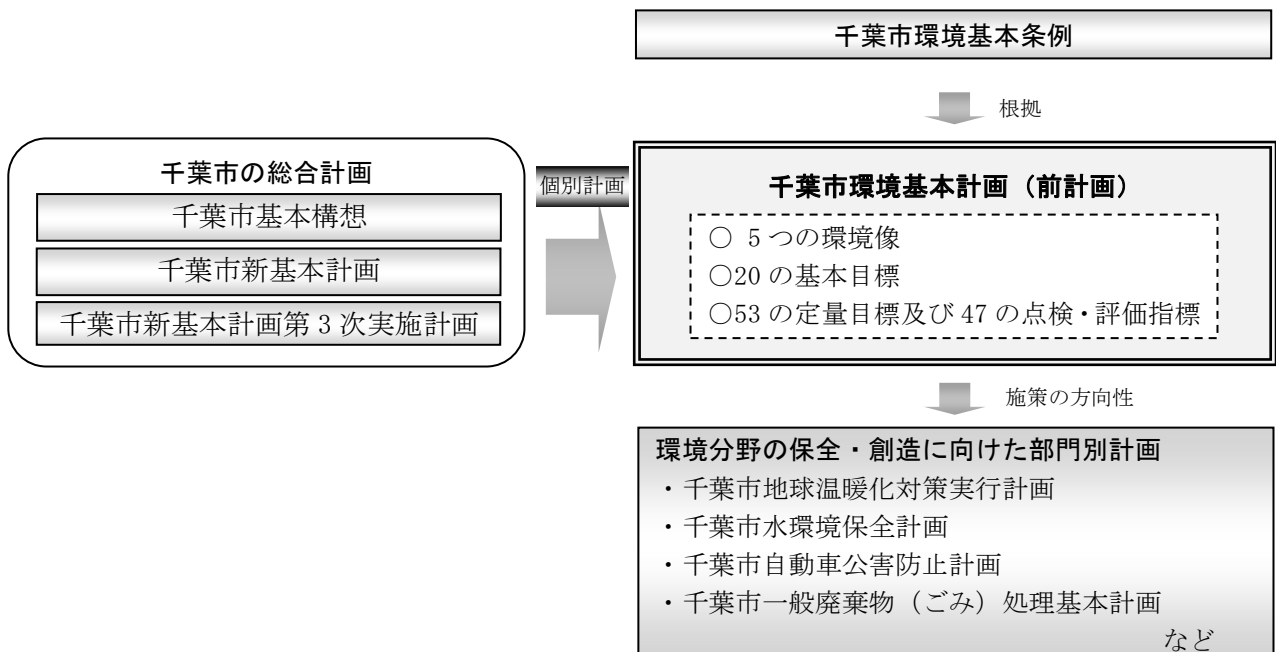 千葉市環境基本条例
根拠
千葉市の総合計画
千葉市基本構想
千葉市新基本計画
千葉市新基本計画第3次実施計画
個別計画
千葉市環境基本計画（前計画）
○ 5つの環境像
○20の基本目標
○53の定量目標及び47の点検・評価指標
施策の方向性
環境分野の保全・創造に向けた部門別計画
・千葉市地球温暖化対策実行計画
・千葉市水環境保全計画
・千葉市自動車公害防止計画
・千葉市一般廃棄物（ごみ）処理基本計画
など